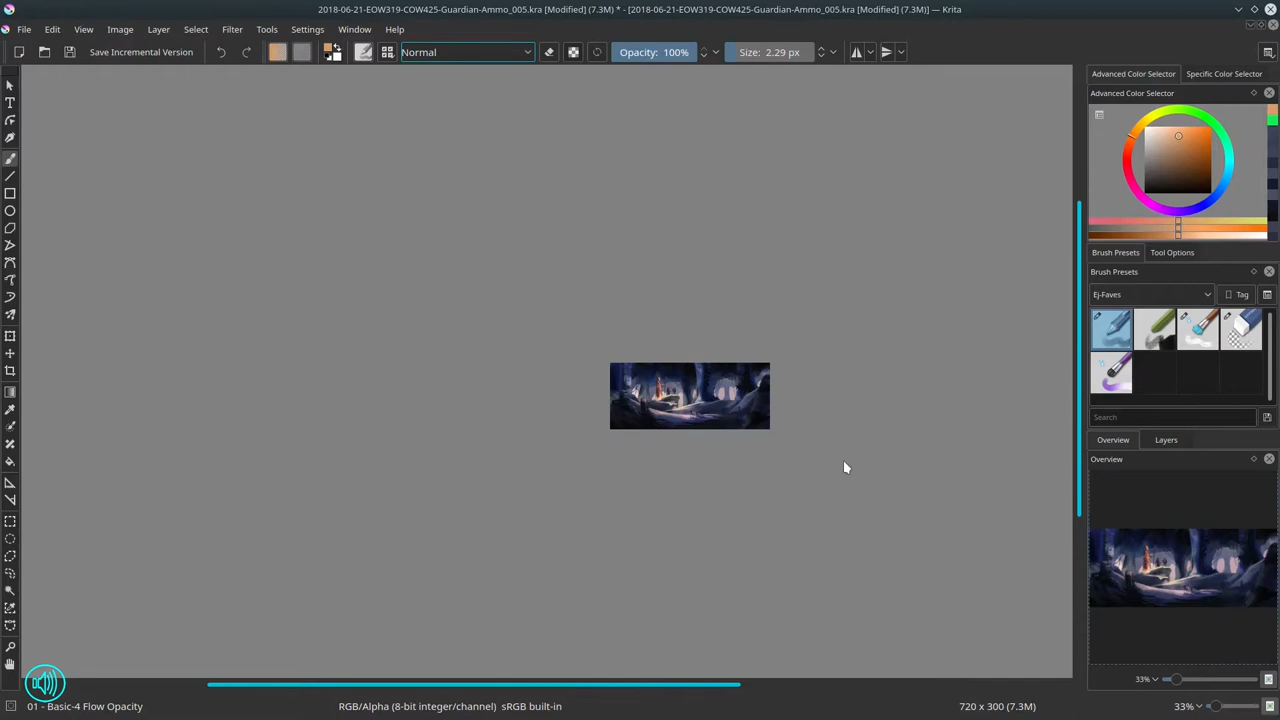 2018-06-21-EOW319-COW425-Guardian-Ammo_005.kra [Modified] (7.3M) * - [2018-06-21-EOW319-COW425-Guardian-Ammo_005.kra [Modified] (7.3M)] — Krita
File Edit View Image Layer Select Filter Tools Settings Window Help
Save Incremental Version Normal Opacity: 100% Size: 2.29 px
Advanced Color Selector Specific Color Selector
Advanced Color Selector
Brush Presets Tool Options
Brush Presets
Ej-Faves Tag
Search
Overview Layers
Overview
33%
01 - Basic-4 Flow Opacity RGB/Alpha (8-bit integer/channel) sRGB built-in 720 x 300 (7.3M) 33%